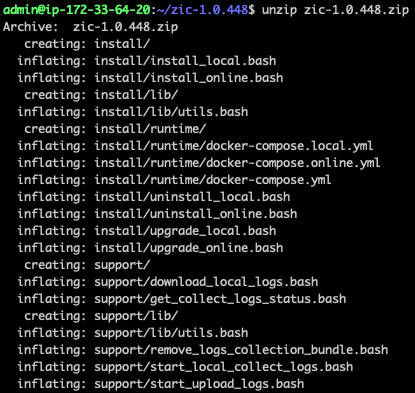 admin@ip-172-33-64-20:~/zic-1.0.448$ unzip zic-1.0.448.zip
Archive:  zic-1.0.448.zip
   creating: install/
  inflating: install/install_local.bash
  inflating: install/install_online.bash
   creating: install/lib/
  inflating: install/lib/utils.bash
   creating: install/runtime/
  inflating: install/runtime/docker-compose.local.yml
  inflating: install/runtime/docker-compose.online.yml
  inflating: install/runtime/docker-compose.yml
  inflating: install/uninstall_local.bash
  inflating: install/uninstall_online.bash
  inflating: install/upgrade_local.bash
  inflating: install/upgrade_online.bash
   creating: support/
  inflating: support/download_local_logs.bash
  inflating: support/get_collect_logs_status.bash
   creating: support/lib/
  inflating: support/lib/utils.bash
  inflating: support/remove_logs_collection_bundle.bash
  inflating: support/start_local_collect_logs.bash
  inflating: support/start_upload_logs.bash